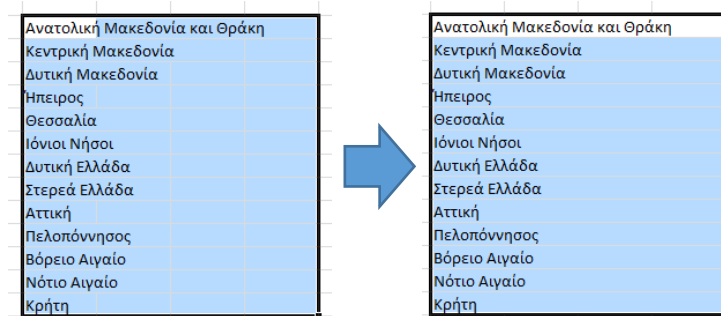 Ανατολική Μακεδονία και Θράκη
Κεντρική Μακεδονία
Δυτική Μακεδονία
Ήπειρος
Θεσσαλία
Ιόνιοι Νήσοι
Δυτική Ελλάδα
Στερεά Ελλάδα
Αττική
Πελοπόννησος
Βόρειο Αιγαίο
Νότιο Αιγαίο
Κρήτη
Ανατολική Μακεδονία και Θράκη
Κεντρική Μακεδονία
Δυτική Μακεδονία
Ήπειρος
Θεσσαλία
Ιόνιοι Νήσοι
Δυτική Ελλάδα
Στερεά Ελλάδα
Αττική
Πελοπόννησος
Βόρειο Αιγαίο
Νότιο Αιγαίο
Κρήτη